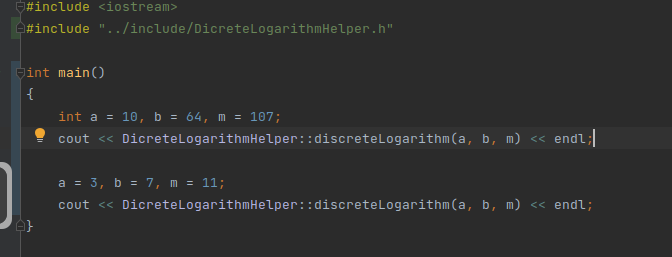 #include <iostream>
#include "../include/DicreteLogarithmHelper.h"
int main()
{
int a = 10, b = 64, m = 107;
cout << DicreteLogarithmHelper::discreteLogarithm(a, b, m) << endl;
a = 3, b = 7, m = 11;
cout << DicreteLogarithmHelper::discreteLogarithm(a, b, m) << endl;
}